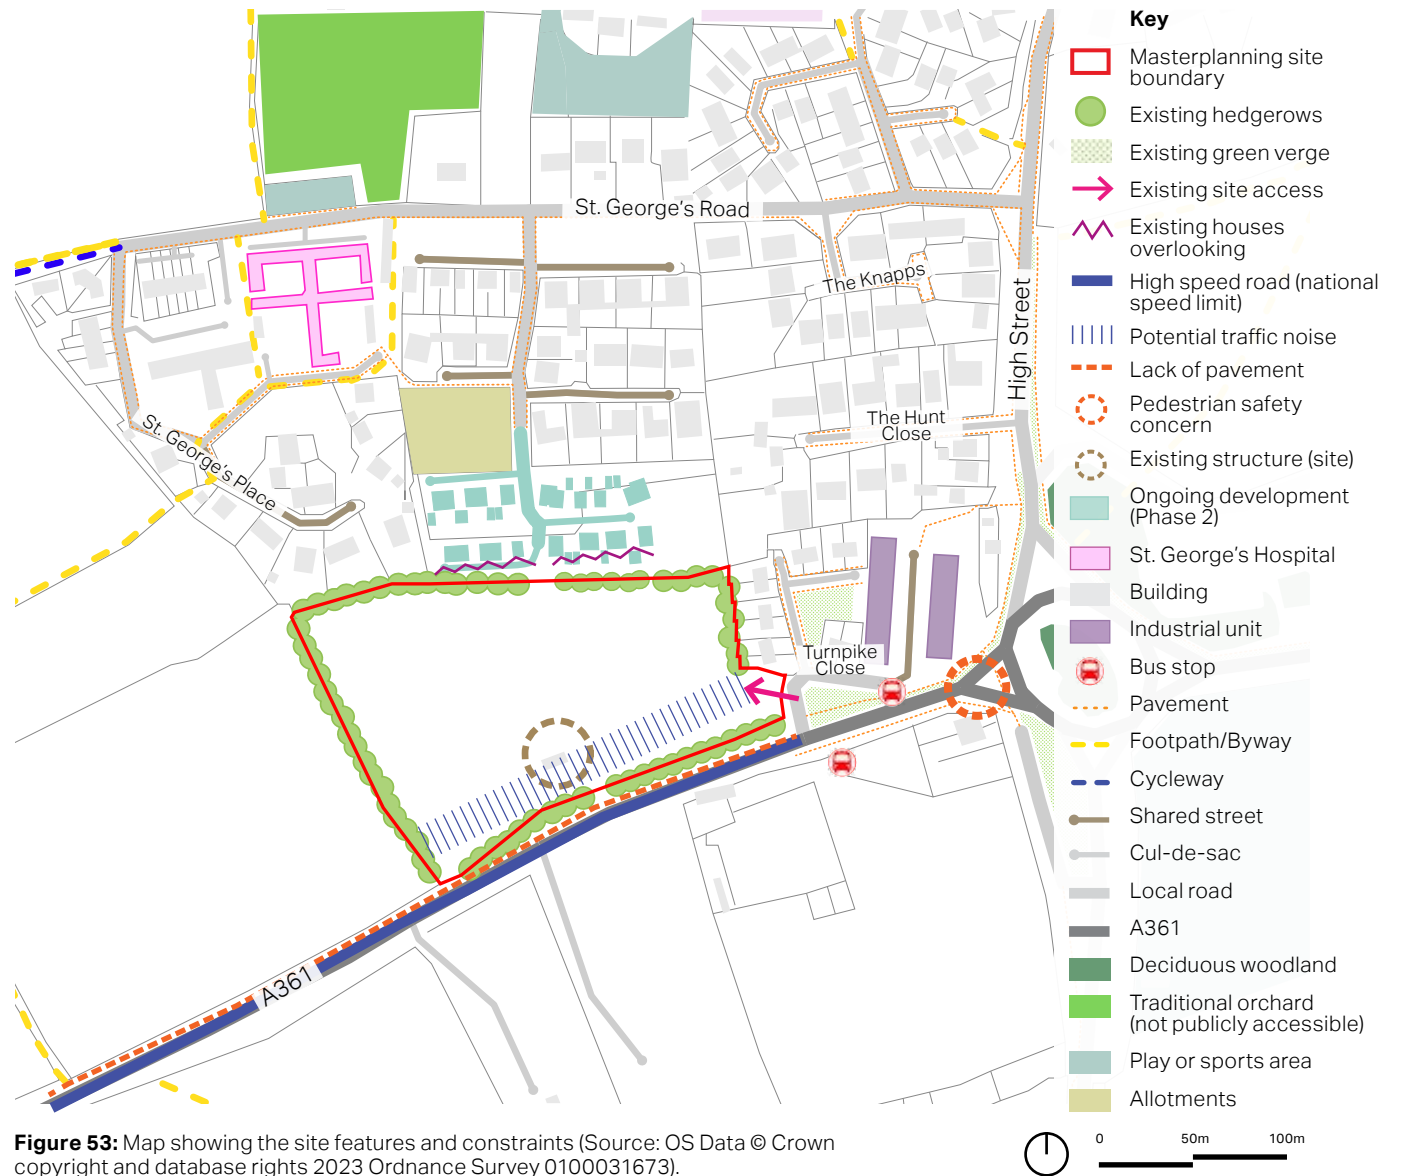 St. George's Road
The Knapps
High Street
The Hunt
Close
St. George's Place
Turnpike
Close
A361
Key
Masterplanning site
boundary
Existing hedgerows
Existing green verge
Existing site access
Existing houses
overlooking
High speed road (national
speed limit)
Potential traffic noise
Lack of pavement
Pedestrian safety
concern
Existing structure (site)
Ongoing development
(Phase 2)
St. George's Hospital
Building
Industrial unit
Bus stop
Pavement
Footpath/Byway
Cycleway
Shared street
Cul-de-sac
Local road
A361
Deciduous woodland
Traditional orchard
(not publicly accessible)
Play or sports area
Allotments
Figure 53: Map showing the site features and constraints (Source: OS Data © Crown
copyright and database rights 2023 Ordnance Survey 0100031673).
0 50m 100m